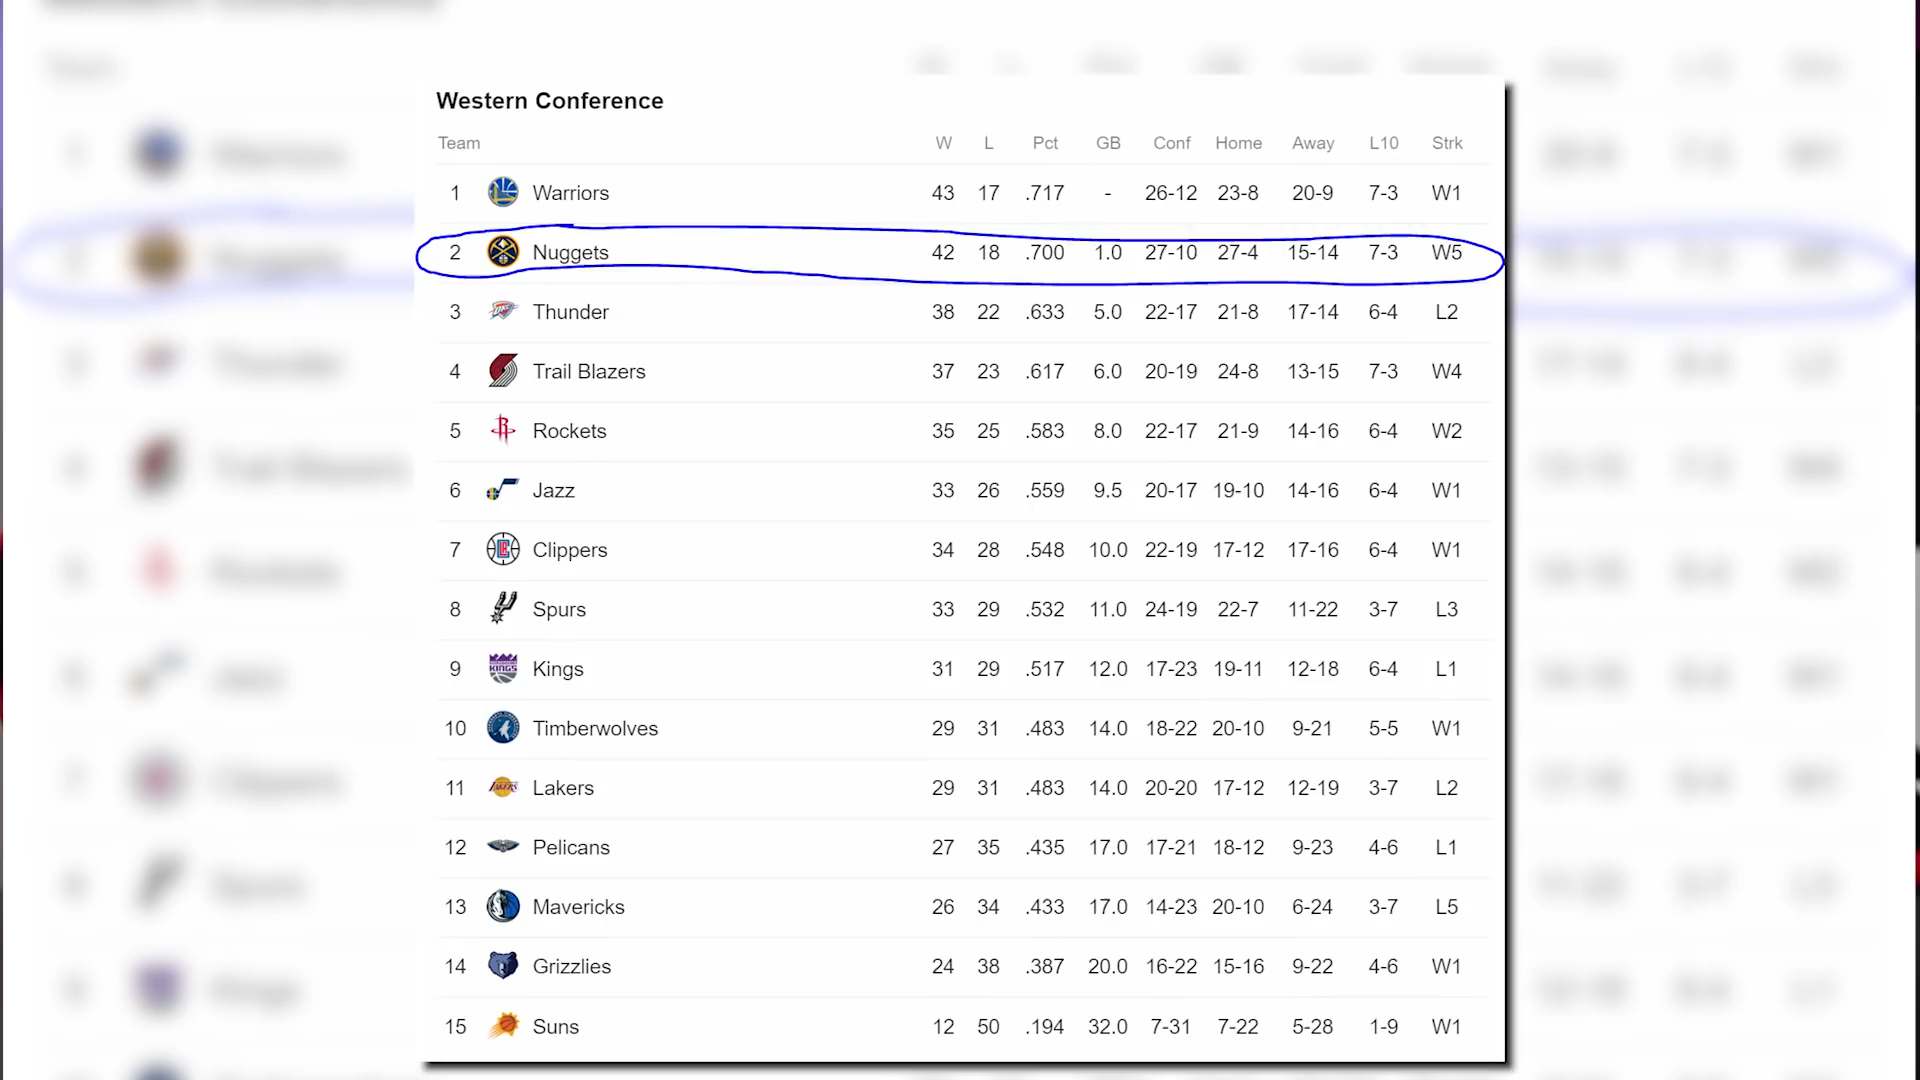 Western Conference
Team W L Pct GB Conf Home Away L10 Strk
1 Warriors 43 17 .717 - 26-12 23-8 20-9 7-3 W1
2 Nuggets 42 18 .700 1.0 27-10 27-4 15-14 7-3 W5
3 Thunder 38 22 .633 5.0 22-17 21-8 17-14 6-4 L2
4 Trail Blazers 37 23 .617 6.0 20-19 24-8 13-15 7-3 W4
5 Rockets 35 25 .583 8.0 22-17 21-9 14-16 6-4 W2
6 Jazz 33 26 .559 9.5 20-17 19-10 14-16 6-4 W1
7 Clippers 34 28 .548 10.0 22-19 17-12 17-16 6-4 W1
8 Spurs 33 29 .532 11.0 24-19 22-7 11-22 3-7 L3
9 Kings 31 29 .517 12.0 17-23 19-11 12-18 6-4 L1
10 Timberwolves 29 31 .483 14.0 18-22 20-10 9-21 5-5 W1
11 Lakers 29 31 .483 14.0 20-20 17-12 12-19 3-7 L2
12 Pelicans 27 35 .435 17.0 17-21 18-12 9-23 4-6 L1
13 Mavericks 26 34 .433 17.0 14-23 20-10 6-24 3-7 L5
14 Grizzlies 24 38 .387 20.0 16-22 15-16 9-22 4-6 W1
15 Suns 12 50 .194 32.0 7-31 7-22 5-28 1-9 W1